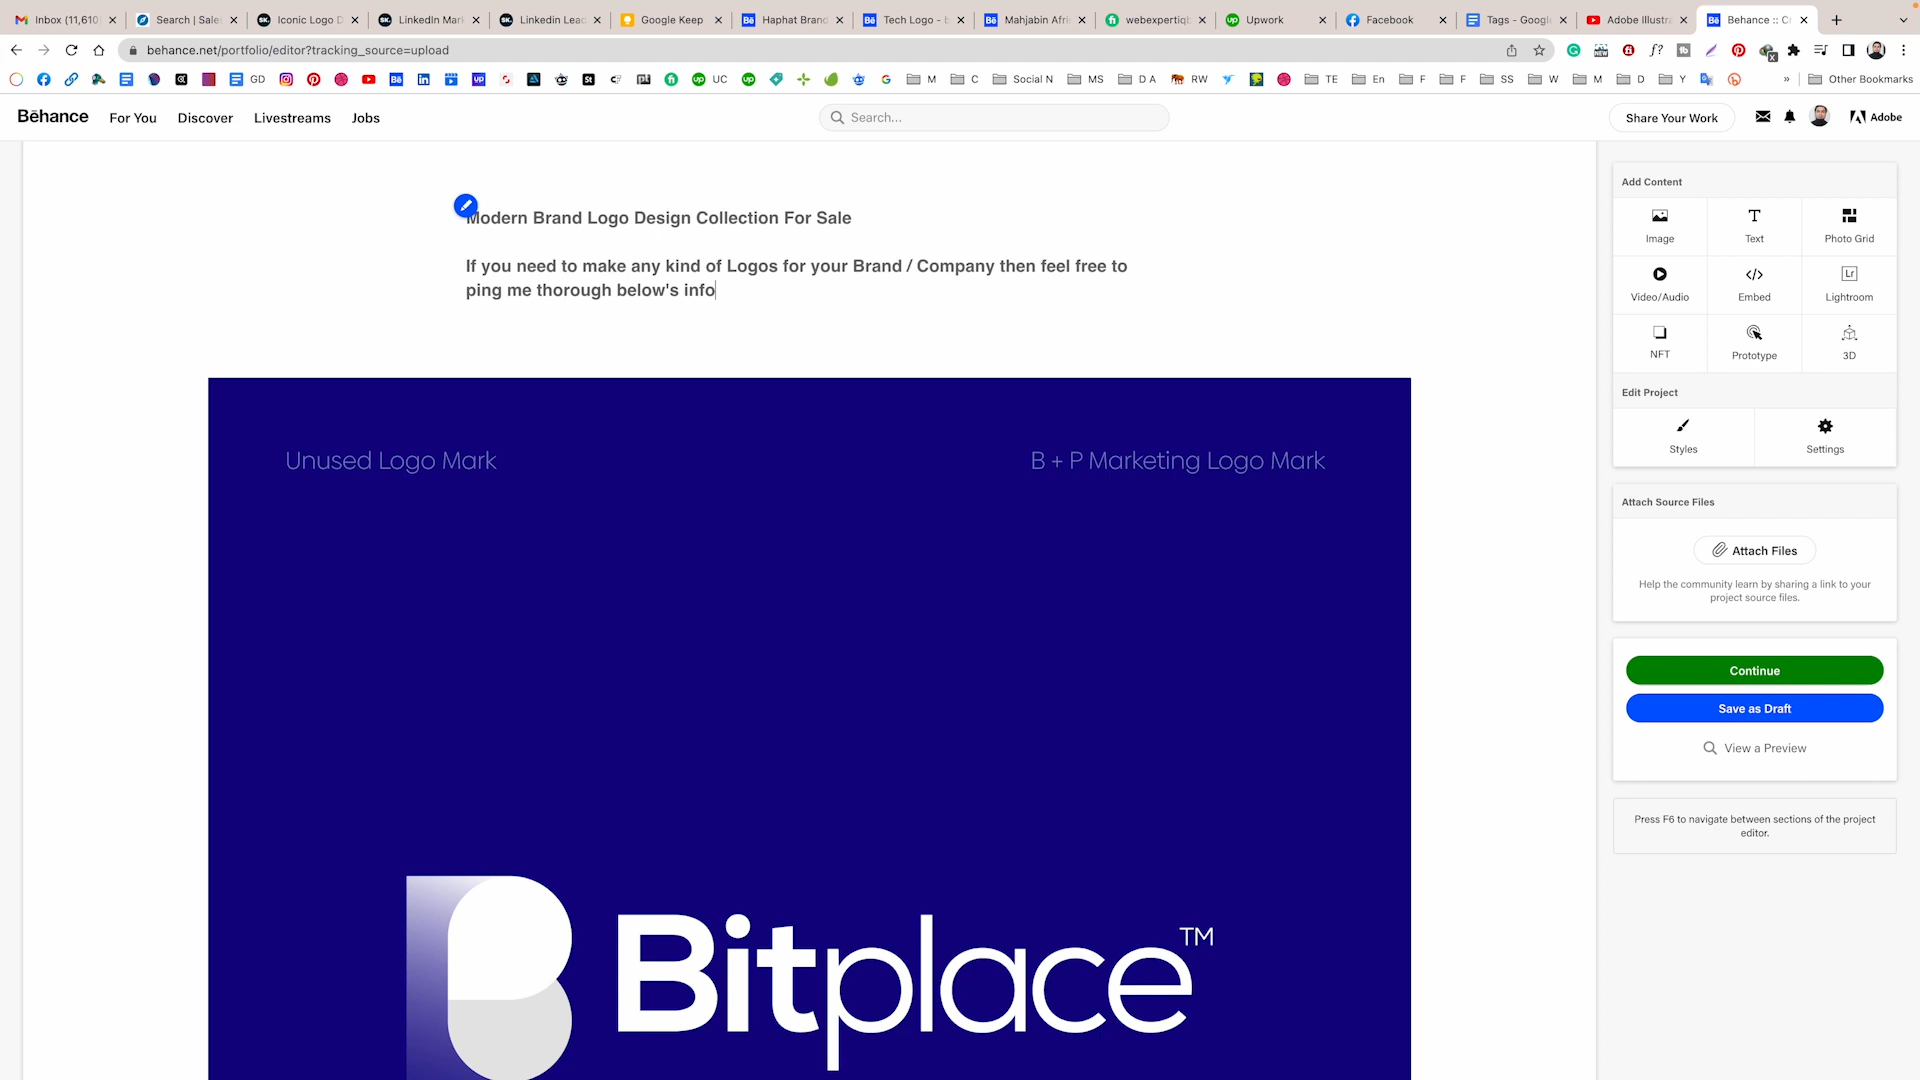 Inbox (11,610)
Search | Sales
Iconic Logo D
LinkedIn Mar
Linkedin Lea
Google Keep
Haphat Brand
Tech Logo - b
Mahjabin Afri
webexpertiqb
Upwork
Facebook
Tags - Google
Adobe Illustra
Behance :: Cr
behance.net/portfolio/editor?tracking_source=upload
GD
UC
M
C
Social N
MS
D A
RW
TE
En
F
F
SS
W
M
D
Y
»
Other Bookmarks
Bēhance
For You
Discover
Livestreams
Jobs
Search...
Share Your Work
Adobe
Modern Brand Logo Design Collection For Sale
If you need to make any kind of Logos for your Brand / Company then feel free to
ping me thorough below's info
Unused Logo Mark
B + P Marketing Logo Mark
Bitplace™
Add Content
Image
Text
Photo Grid
Video/Audio
Embed
Lr
Lightroom
NFT
Prototype
3D
Edit Project
Styles
Settings
Attach Source Files
Attach Files
Help the community learn by sharing a link to your
project source files.
Continue
Save as Draft
View a Preview
Press F6 to navigate between sections of the project
editor.